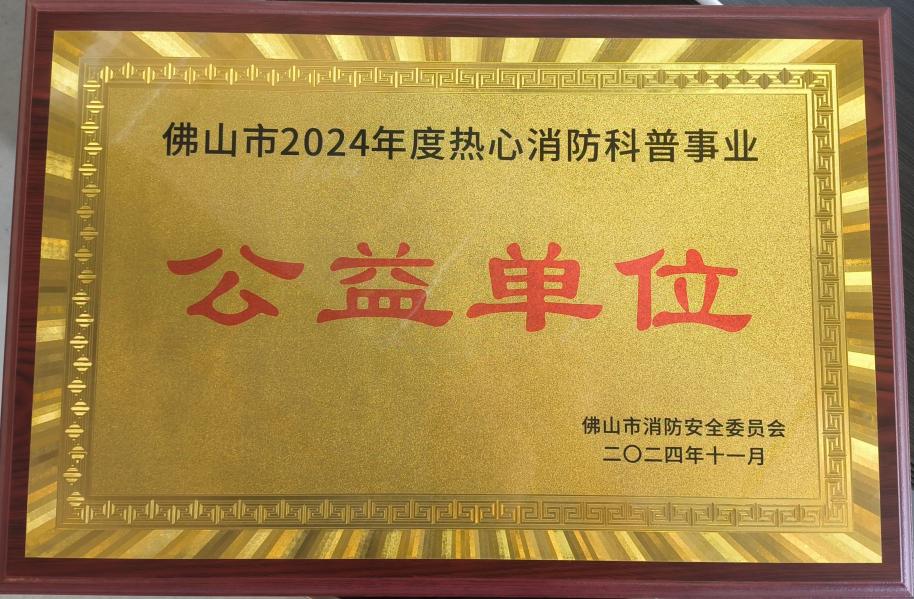 佛山市2024年度热心消防科普事业
公益单位
佛山市消防安全委员会
二〇二四年十一月